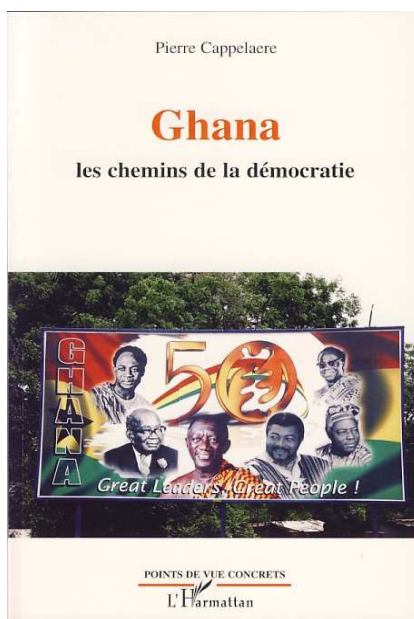 Pierre Cappelaere
Ghana
les chemins de la démocratie
GHANA
50
Great Leaders, Great People !
POINTS DE VUE CONCRETS
L'Harmattan